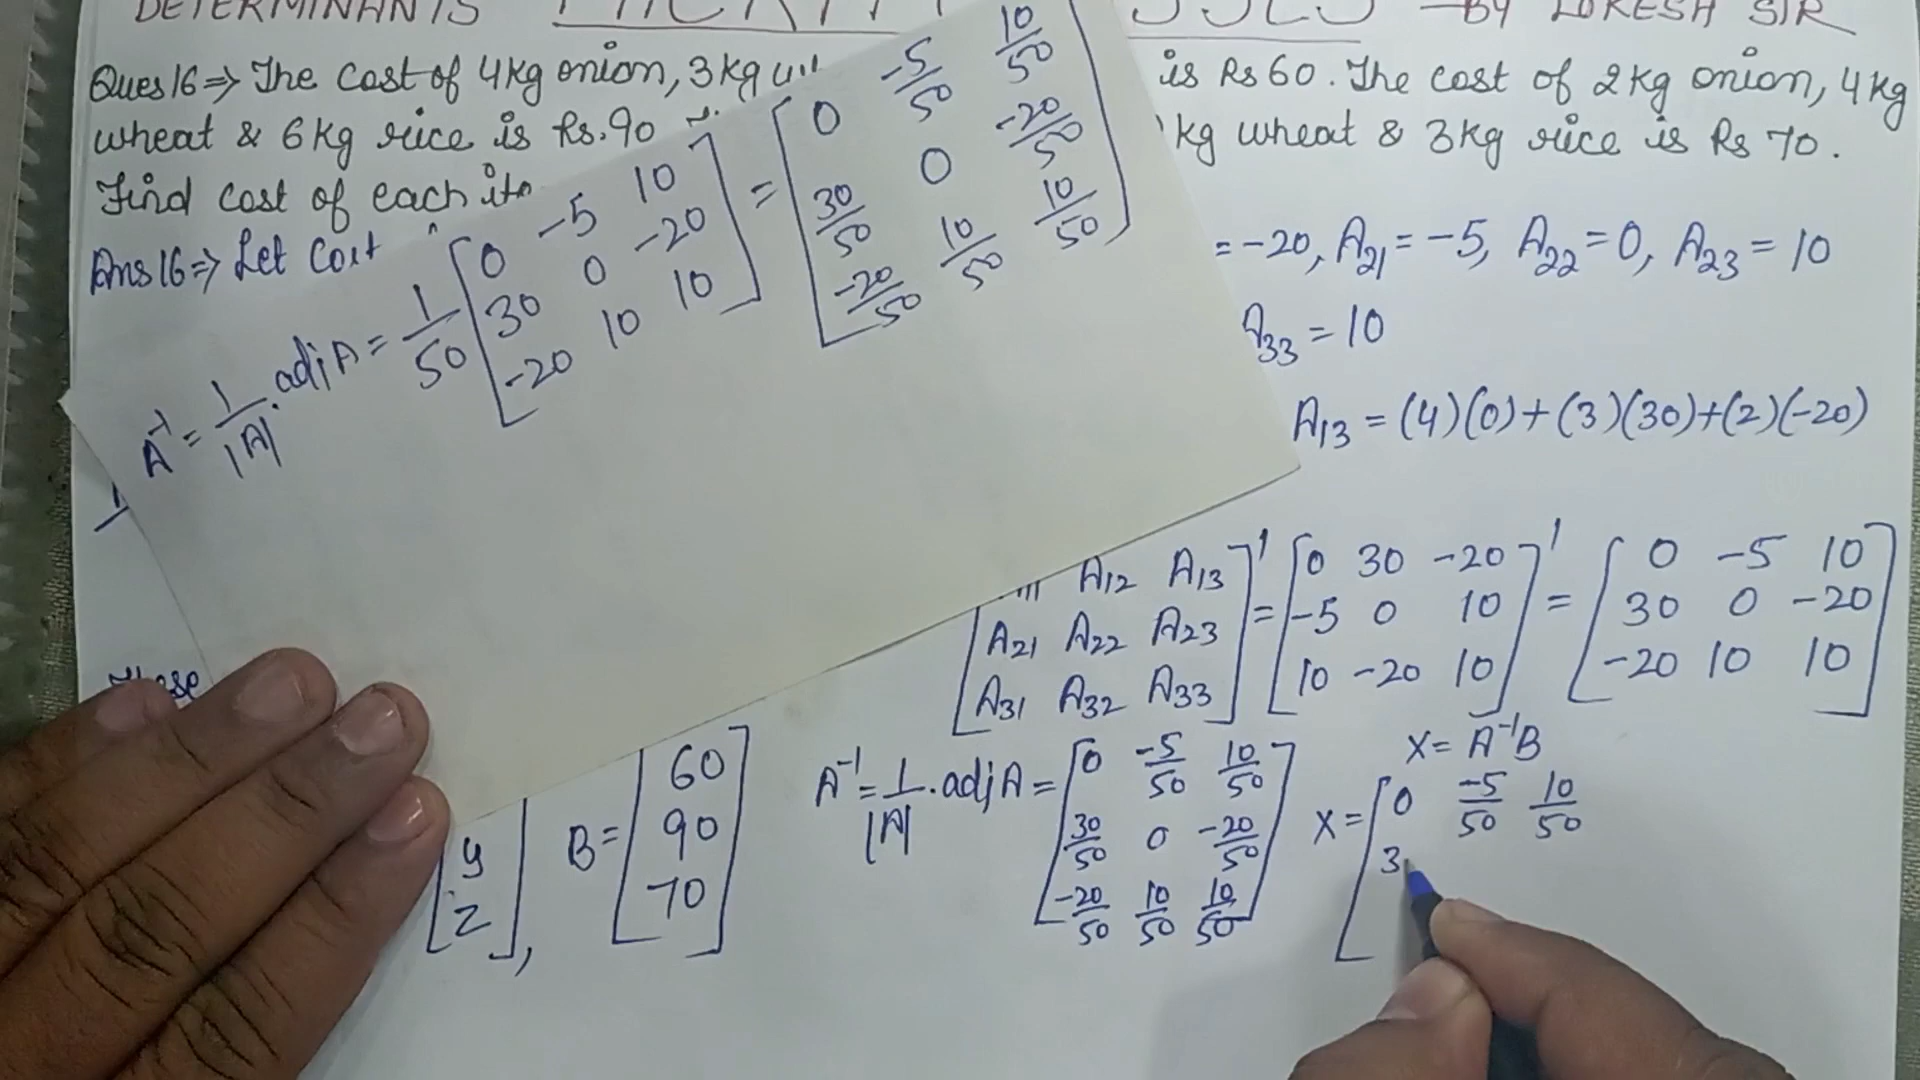 DETERMINANTS — BY LOKESH SIR
Ques 16 ⇒ The cost of 4kg onion, 3kg is Rs 60. The cost of 2kg onion, 4kg
wheat & 6kg rice is Rs. 90 kg wheat & 3kg rice is Rs 70.
Find cost of each
Ans 16 ⇒ Let cost
= -20, A21 = -5, A22 = 0, A23 = 10
A33 = 10
A13 = (4)(0) + (3)(30) + (2)(-20)
A⁻¹ = 1/|A| . adjA = 1/50 [0 -5 10
30 0 -20
-20 10 10] = [0 -5/50 10/50
30/50 0 -20/50
-20/50 10/50 10/50]
A12 A13]' = [0 30 -20]' = [0 -5 10]
[A21 A22 A23] = [-5 0 10] = [30 0 -20]
[A31 A32 A33] [10 -20 10] [-20 10 10]
[y z], B = [60
90
70]
A⁻¹ = 1/|A| . adjA = [0 -5/50 10/50
30/50 0 -20/50
-20/50 10/50 10/50]
X = A⁻¹B
X = [0 -5/50 10/50
3